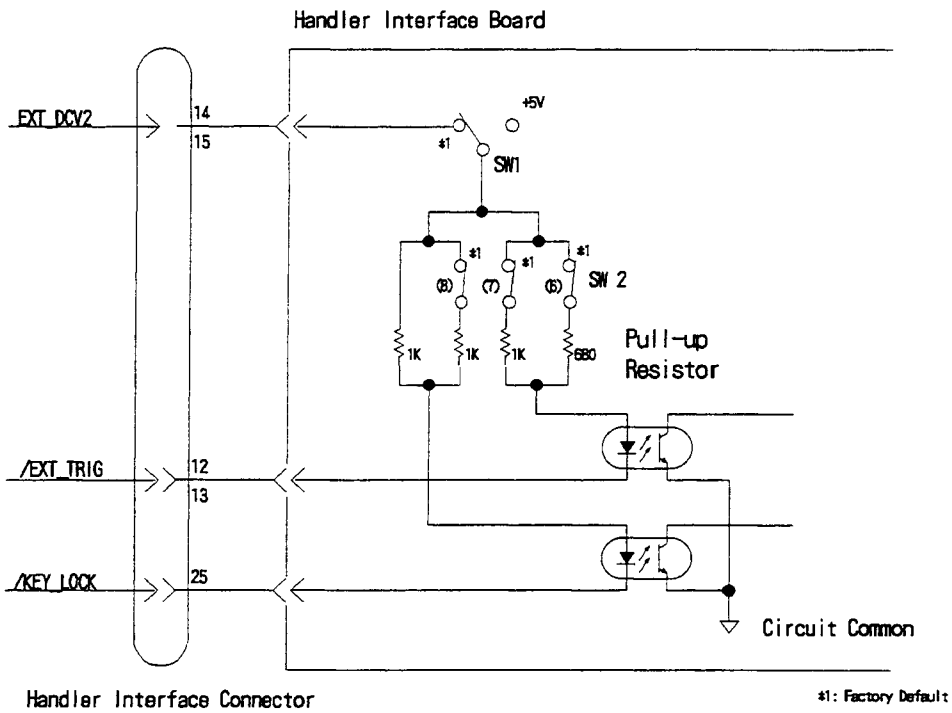 Handler Interface Board
EXT_DCV2
14
15
+5V
*1
SW1
*1
*1
*1
(8)
(7)
(6)
SW 2
1K
1K
1K
680
Pull-up
Resistor
/EXT_TRIG
12
13
/KEY_LOCK
25
Circuit Common
Handler Interface Connector
*1: Factory Default